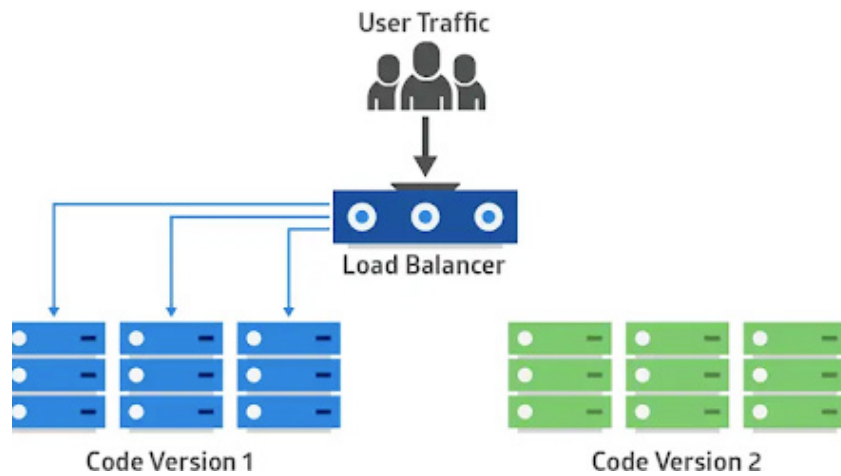 User Traffic
Load Balancer
Code Version 1
Code Version 2